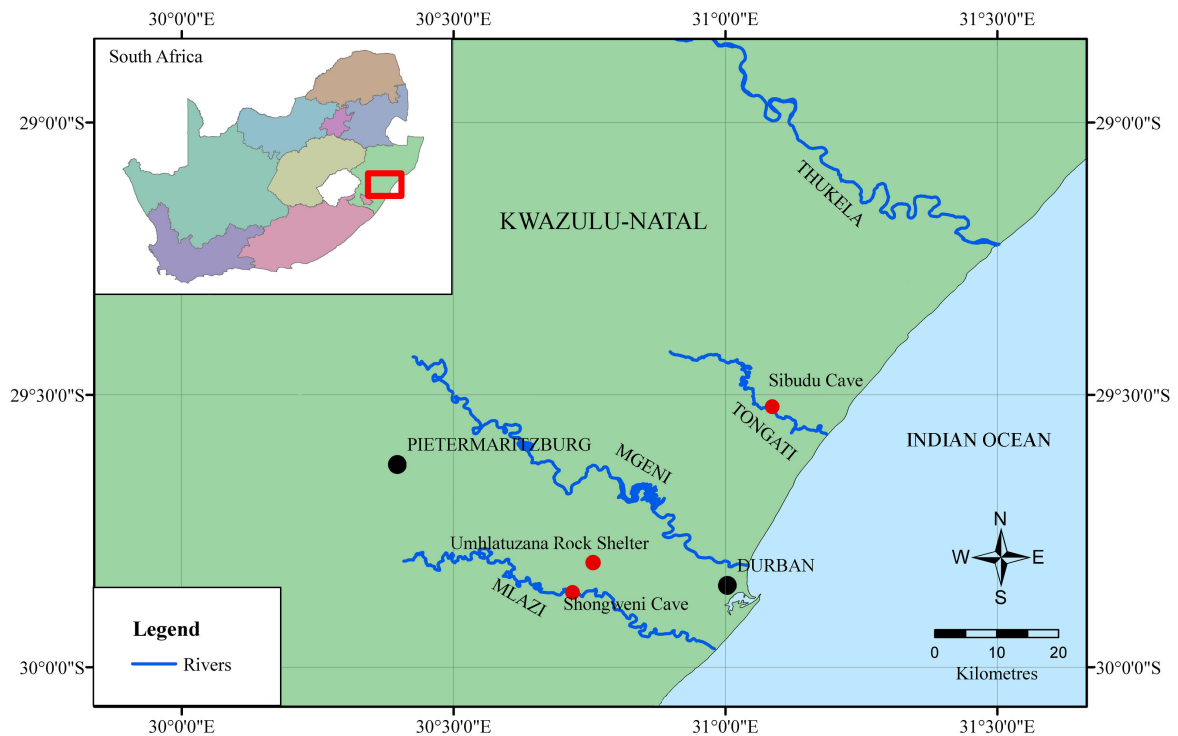 30°0'0"E
30°30'0"E
31°0'0"E
31°30'0"E
South Africa
29°0'0"S
29°0'0"S
THUKELA
KWAZULU-NATAL
Sibudu Cave
29°30'0"S
29°30'0"S
TONGATI
INDIAN OCEAN
PIETERMARITZBURG
MGENI
N
Umhlatuzana Rock Shelter
W
E
DURBAN
S
MLAZI
Shongweni Cave
Legend
Rivers
0
10
20
Kilometres
30°0'0"S
30°0'0"S
30°0'0"E
30°30'0"E
31°0'0"E
31°30'0"E